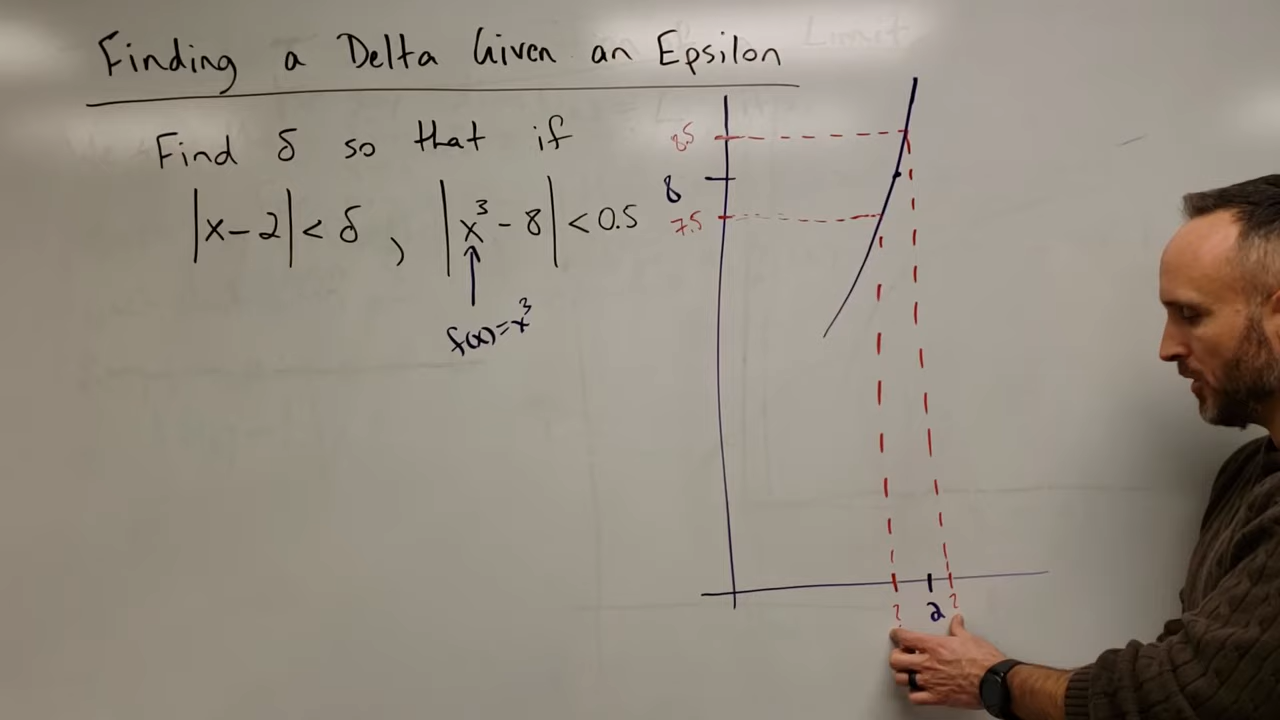 Finding a Delta Given an Epsilon
Find δ so that if
|x-2| < δ, |x³ - 8| < 0.5
f(x)=x³
8.5
8
7.5
? 2 ?